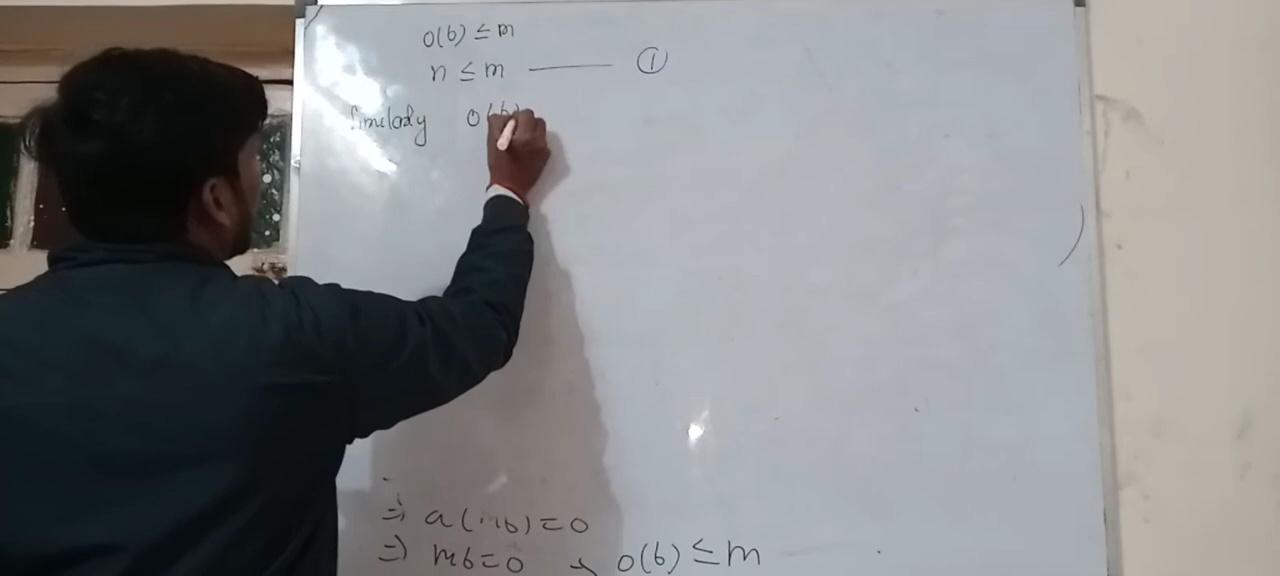 O(b) ≤ m
n ≤ m —— ①
Similarly O(b)
⇒ a(mb) = 0
⇒ mb = 0 ⇒ O(b) ≤ m